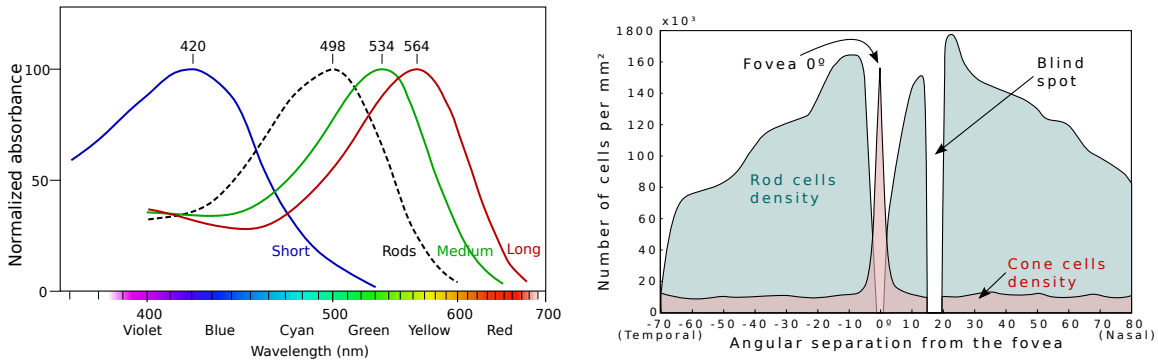 420 498 534 564
Normalized absorbance
100
50
0
Short Rods Medium Long
400 500 600 700
Violet Blue Cyan Green Yellow Red
Wavelength (nm)
x10³
Number of cells per mm²
1800
1600
1400
120
100
80
60
40
20
0
Fovea 0º
Blind
spot
Rod cells
density
Cone cells
density
-70 -60 -50 -40 -30 -20 -10 0º 10 20 30 40 50 60 70 80
(Temporal) (Nasal)
Angular separation from the fovea